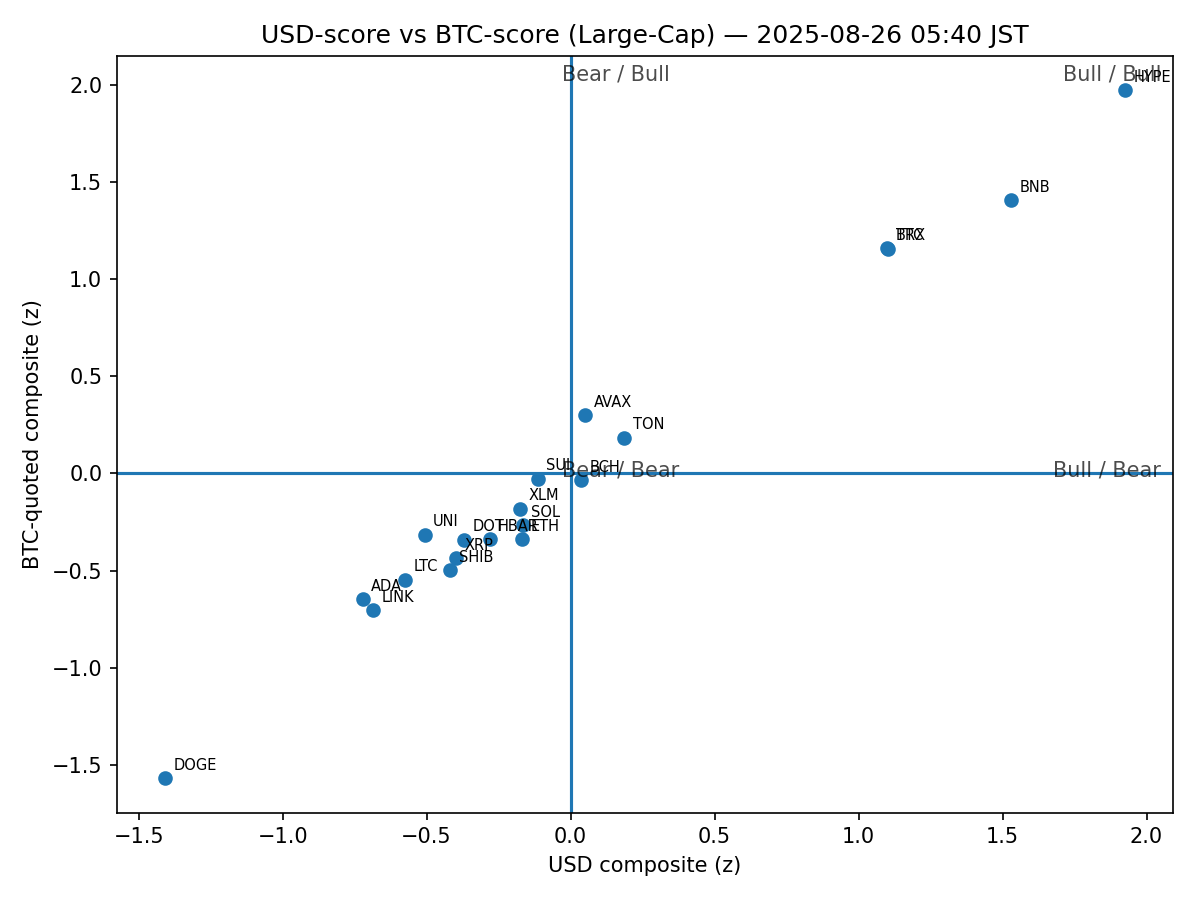 USD-score vs BTC-score (Large-Cap) — 2025-08-26 05:40 JST
Bear / Bull
Bull / Bull
HYPE
2.0
BNB
1.5
BTC
TRX
1.0
0.5
AVAX
TON
0.0
SUI
BCH
Bear / Bear
Bull / Bear
XLM
SOL
UNI
DOT
HBAR
ETH
XRP
SHIB
−0.5
LTC
ADA
LINK
−1.0
−1.5
DOGE
−1.5
−1.0
−0.5
0.0
0.5
1.0
1.5
2.0
USD composite (z)
BTC-quoted composite (z)